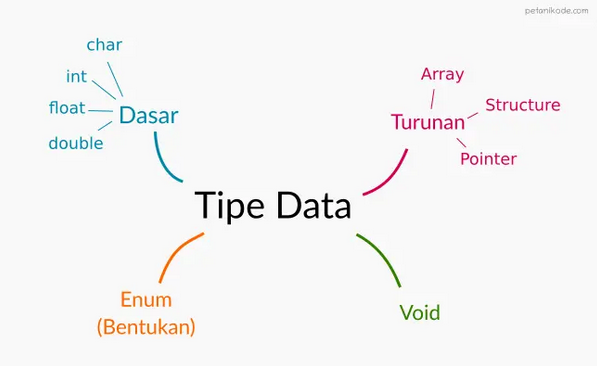 petanikode.com
char
int
float
double
Dasar
Array
Structure
Turunan
Pointer
Tipe Data
Enum
(Bentukan)
Void